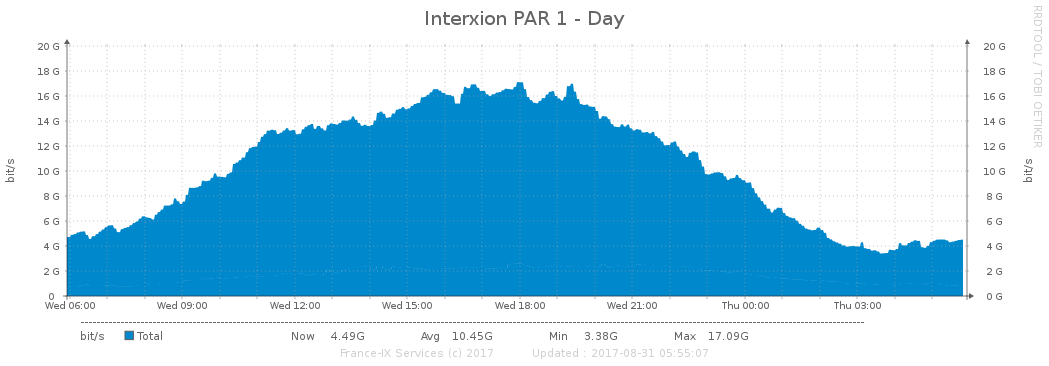 Interxion PAR 1 - Day
RRDTOOL / TOBI OETIKER
20 G 20 G
18 G 18 G
16 G 16 G
14 G 14 G
12 G 12 G
10 G 10 G
8 G 8 G
6 G 6 G
4 G 4 G
2 G 2 G
0 0 G
bit/s
bit/s
Wed 06:00 Wed 09:00 Wed 12:00 Wed 15:00 Wed 18:00 Wed 21:00 Thu 00:00 Thu 03:00
bit/s Total Now 4.49G Avg 10.45G Min 3.38G Max 17.09G
France-IX Services (c) 2017 Updated : 2017-08-31 05:55:07